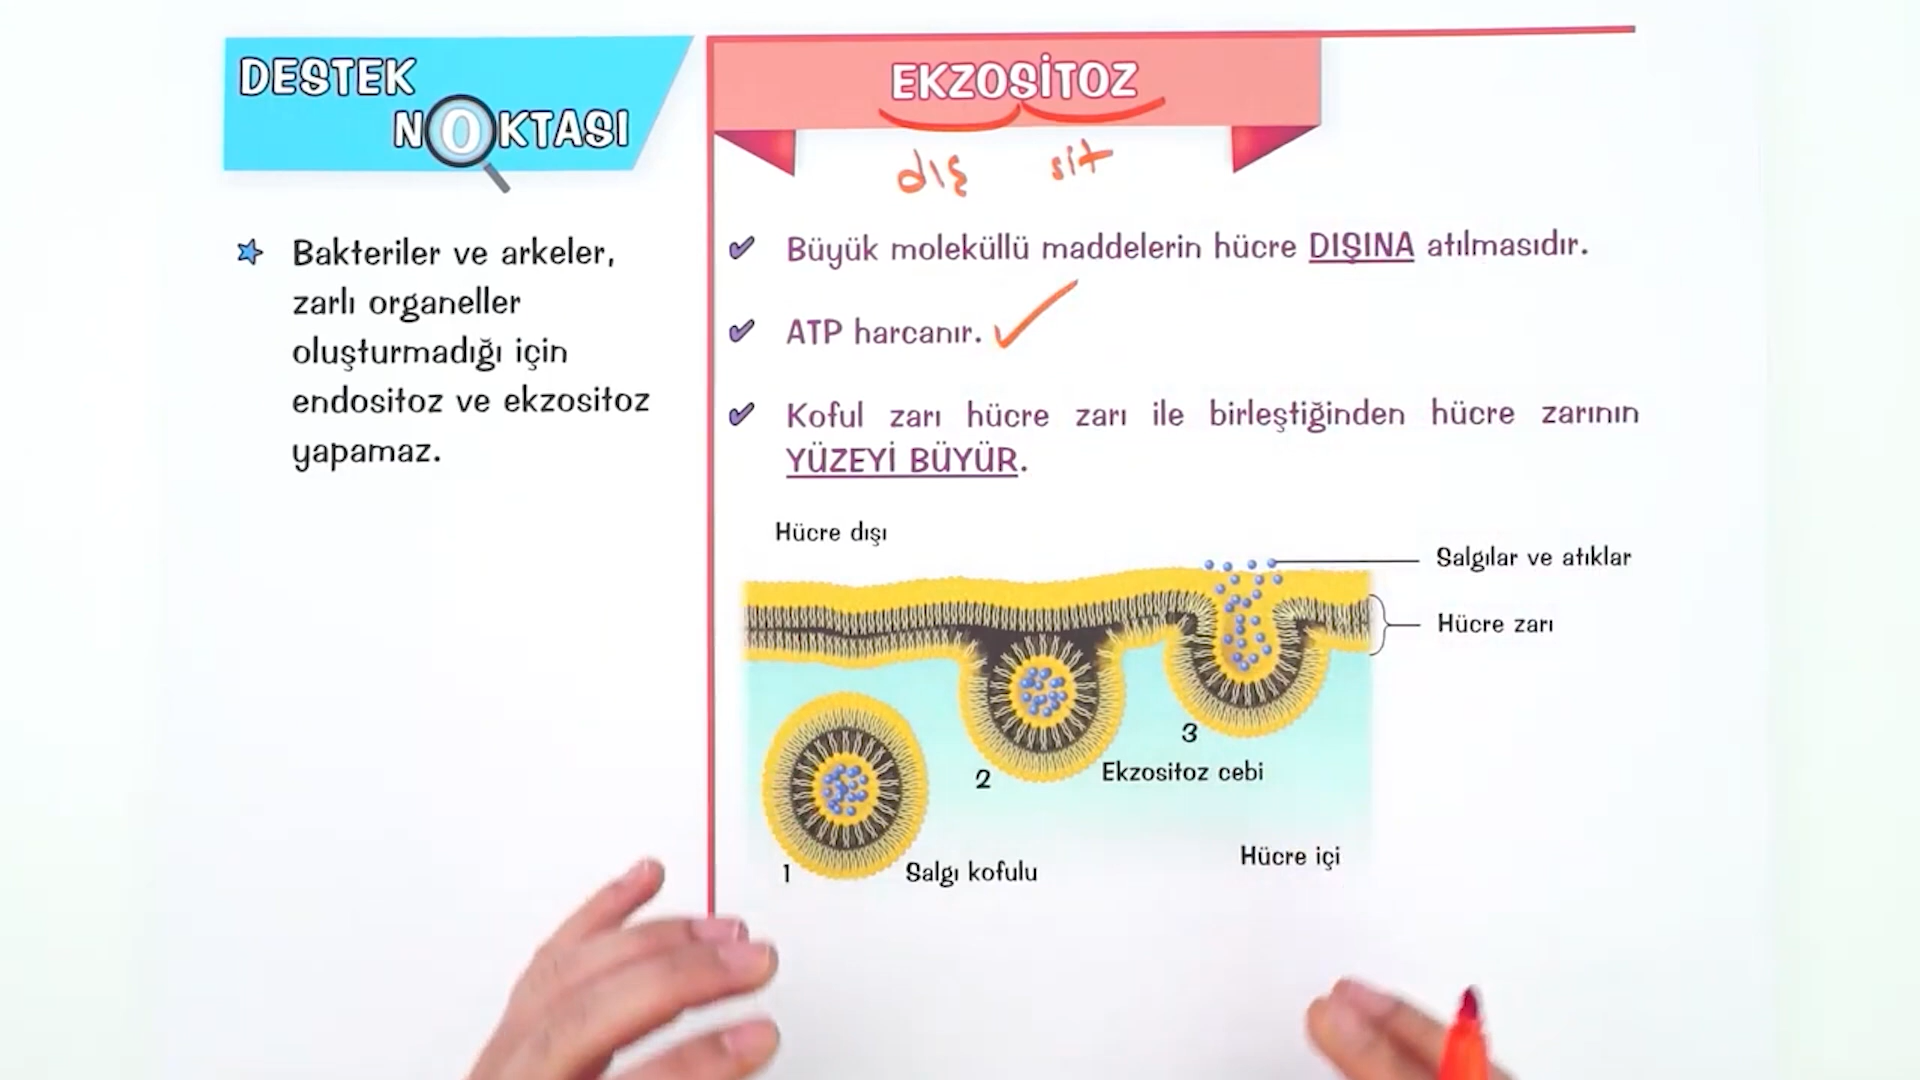 DESTEK
NOKTASI
Bakteriler ve arkeler,
zarlı organeller
oluşturmadığı için
endositoz ve ekzositoz
yapamaz.
EKZOSİTOZ
dış sit
Büyük moleküllü maddelerin hücre DIŞINA atılmasıdır.
ATP harcanır.
Koful zarı hücre zarı ile birleştiğinden hücre zarının
YÜZEYİ BÜYÜR.
Hücre dışı
Salgılar ve atıklar
Hücre zarı
3
2
Ekzositoz cebi
Hücre içi
1
Salgı kofulu